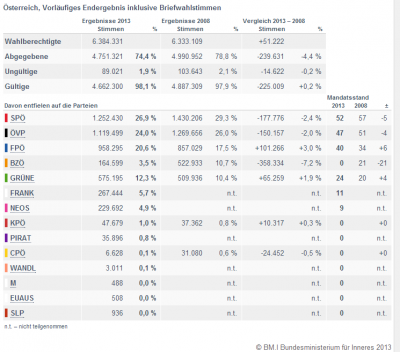 Österreich, Vorläufiges Endergebnis inklusive Briefwahlstimmen
Ergebnisse 2013 Ergebnisse 2008 Vergleich 2013 – 2008
Stimmen % Stimmen % Stimmen %
Wahlberechtigte 6.384.331 6.333.109 +51.222
Abgegebene 4.751.321 74,4 % 4.990.952 78,8 % -239.631 -4,4 %
Ungültige 89.021 1,9 % 103.643 2,1 % -14.622 -0,2 %
Gültige 4.662.300 98,1 % 4.887.309 97,9 % -225.009 +0,2 %
Mandatsstand
Davon entfielen auf die Parteien 2013 2008 ±
SPÖ 1.252.430 26,9 % 1.430.206 29,3 % -177.776 -2,4 % 52 57 -5
ÖVP 1.119.499 24,0 % 1.269.656 26,0 % -150.157 -2,0 % 47 51 -4
FPÖ 958.295 20,6 % 857.029 17,5 % +101.266 +3,0 % 40 34 +6
BZÖ 164.599 3,5 % 522.933 10,7 % -358.334 -7,2 % 0 21 -21
GRÜNE 575.195 12,3 % 509.936 10,4 % +65.259 +1,9 % 24 20 +4
FRANK 267.444 5,7 % n.t. n.t. 11
NEOS 229.692 4,9 % n.t. n.t. 9
KPÖ 47.679 1,0 % 37.362 0,8 % +10.317 +0,3 % 0 +0
PIRAT 35.896 0,8 % n.t. n.t. 0
CPÖ 6.628 0,1 % 31.080 0,6 % -24.452 -0,5 % 0 +0
WANDL 3.011 0,1 % n.t. n.t. 0
M 488 0,0 % n.t. n.t. 0
EUAUS 508 0,0 % n.t. n.t. 0
SLP 936 0,0 % n.t. n.t. 0
n.t. – nicht teilgenommen
© BM.I Bundesministerium für Inneres 2013